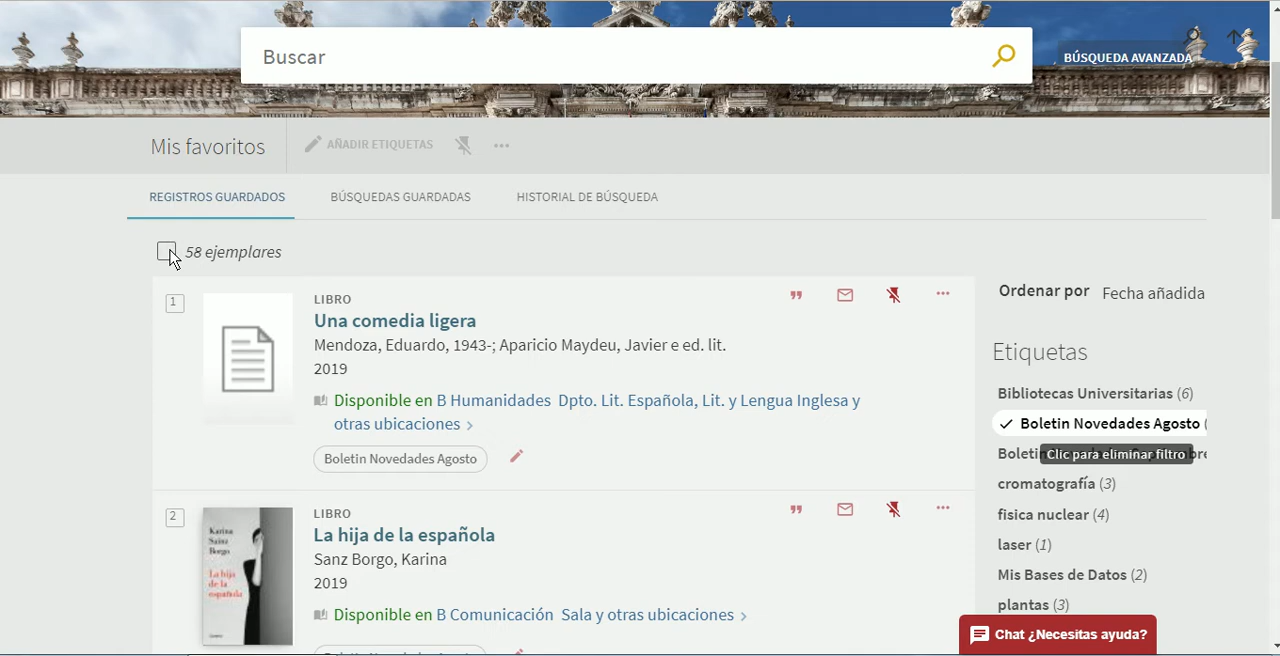 Buscar
BÚSQUEDA AVANZADA
Mis favoritos
AÑADIR ETIQUETAS
REGISTROS GUARDADOS
BÚSQUEDAS GUARDADAS
HISTORIAL DE BÚSQUEDA
58 ejemplares
1
LIBRO
Una comedia ligera
Mendoza, Eduardo, 1943-; Aparicio Maydeu, Javier e ed. lit.
2019
Disponible en B Humanidades Dpto. Lit. Española, Lit. y Lengua Inglesa y
otras ubicaciones >
Boletin Novedades Agosto
2
LIBRO
La hija de la española
Sanz Borgo, Karina
2019
Disponible en B Comunicación Sala y otras ubicaciones >
Karina
Sainz
Borgo
La hija
de la
española
Ordenar por Fecha añadida
Etiquetas
Bibliotecas Universitarias (6)
Boletin Novedades Agosto (
Clic para eliminar filtro
cromatografía (3)
fisica nuclear (4)
laser (1)
Mis Bases de Datos (2)
plantas (3)
Chat ¿Necesitas ayuda?